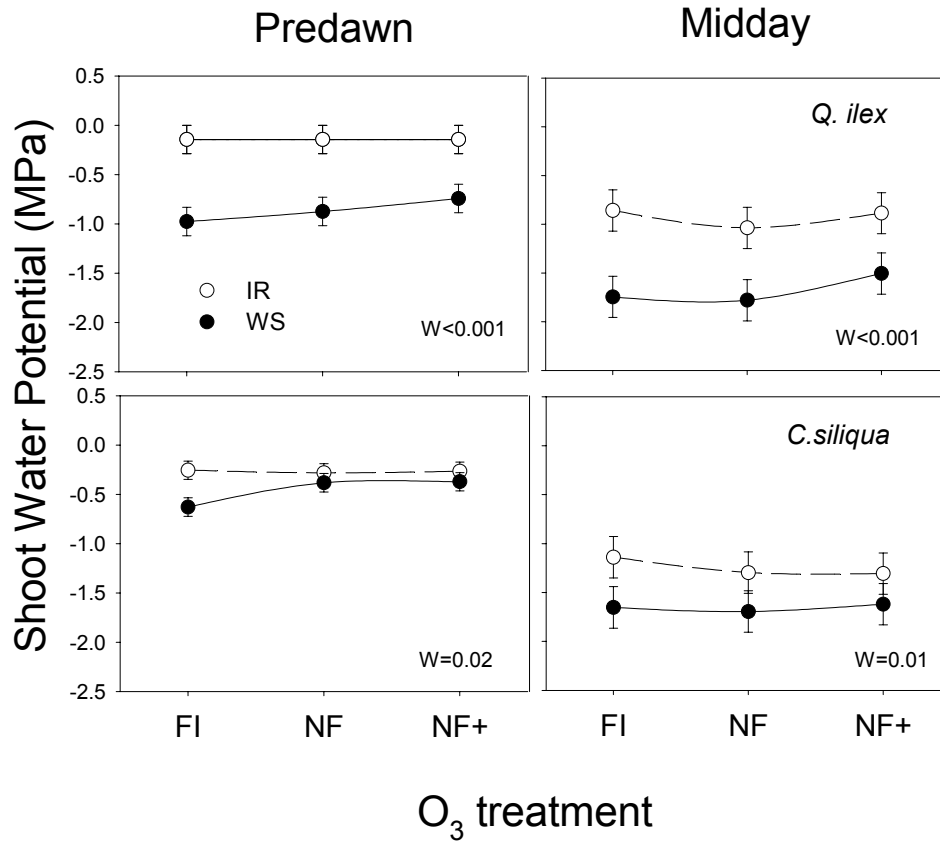 Predawn
Midday
Shoot Water Potential (MPa)
0.5
0.0
-0.5
-1.0
-1.5
-2.0
-2.5
IR
WS
W<0.001
Q. ilex
W<0.001
0.5
0.0
-0.5
-1.0
-1.5
-2.0
-2.5
W=0.02
C.siliqua
W=0.01
FI NF NF+
FI NF NF+
O₃ treatment